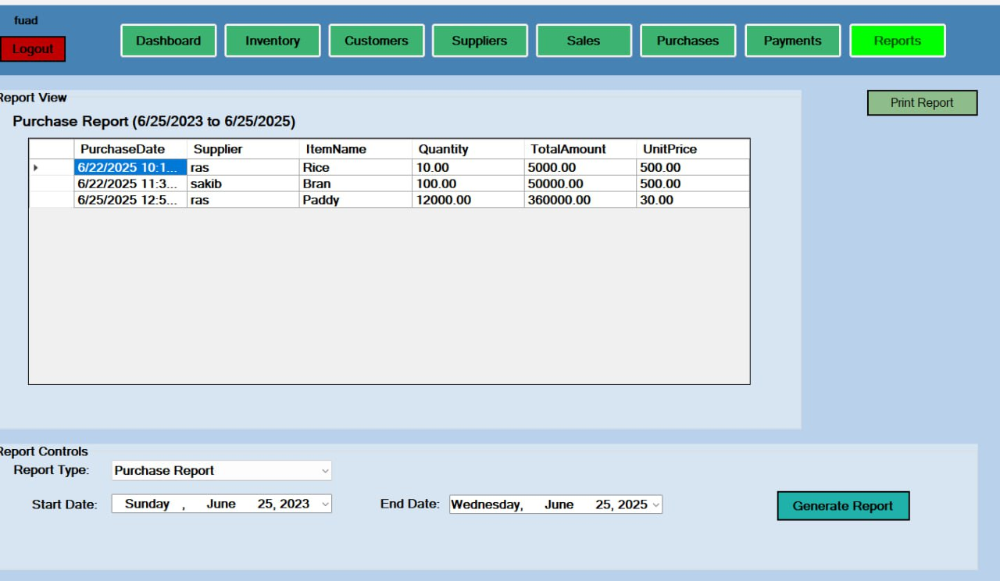 fuad
Logout
Dashboard Inventory Customers Suppliers Sales Purchases Payments Reports
Report View
Print Report
Purchase Report (6/25/2023 to 6/25/2025)
PurchaseDate Supplier ItemName Quantity TotalAmount UnitPrice
6/22/2025 10:1... ras Rice 10.00 5000.00 500.00
6/22/2025 11:3... sakib Bran 100.00 50000.00 500.00
6/25/2025 12:5... ras Paddy 12000.00 360000.00 30.00
Report Controls
Report Type: Purchase Report
Start Date: Sunday , June 25, 2023 End Date: Wednesday, June 25, 2025
Generate Report